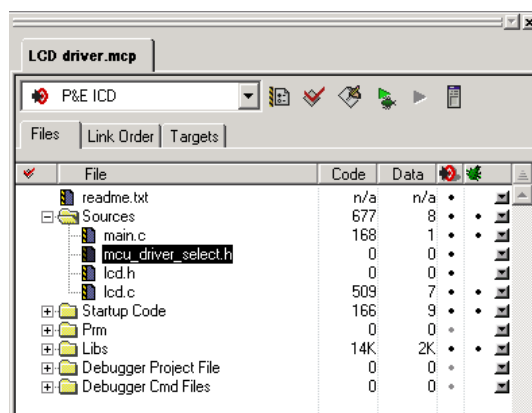 LCD driver.mcp
P&E ICD
Files Link Order Targets
File Code Data
readme.txt n/a n/a
Sources 677 8
main.c 168 1
mcu_driver_select.h 0 0
lcd.h 0 0
lcd.c 509 7
Startup Code 166 9
Prm 0 0
Libs 14K 2K
Debugger Project File 0 0
Debugger Cmd Files 0 0